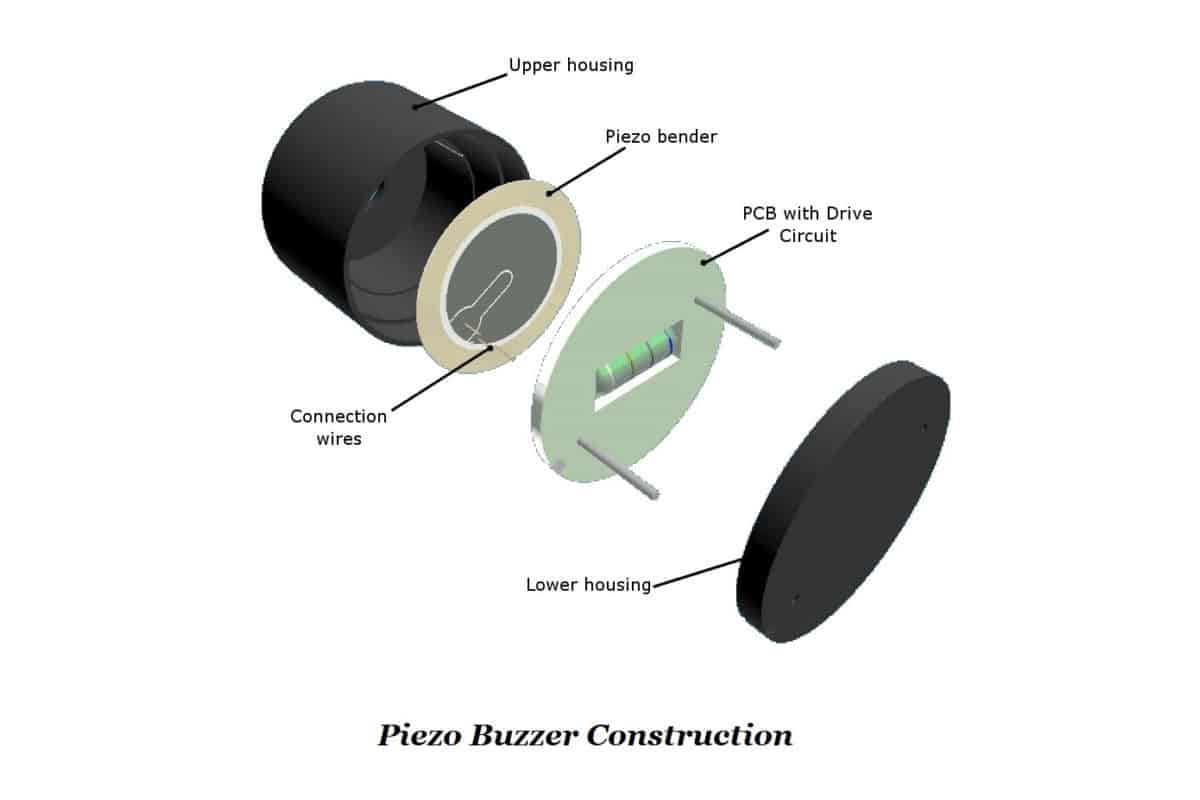 Upper housing
Piezo bender
PCB with Drive
Circuit
Connection
wires
Lower housing
Piezo Buzzer Construction